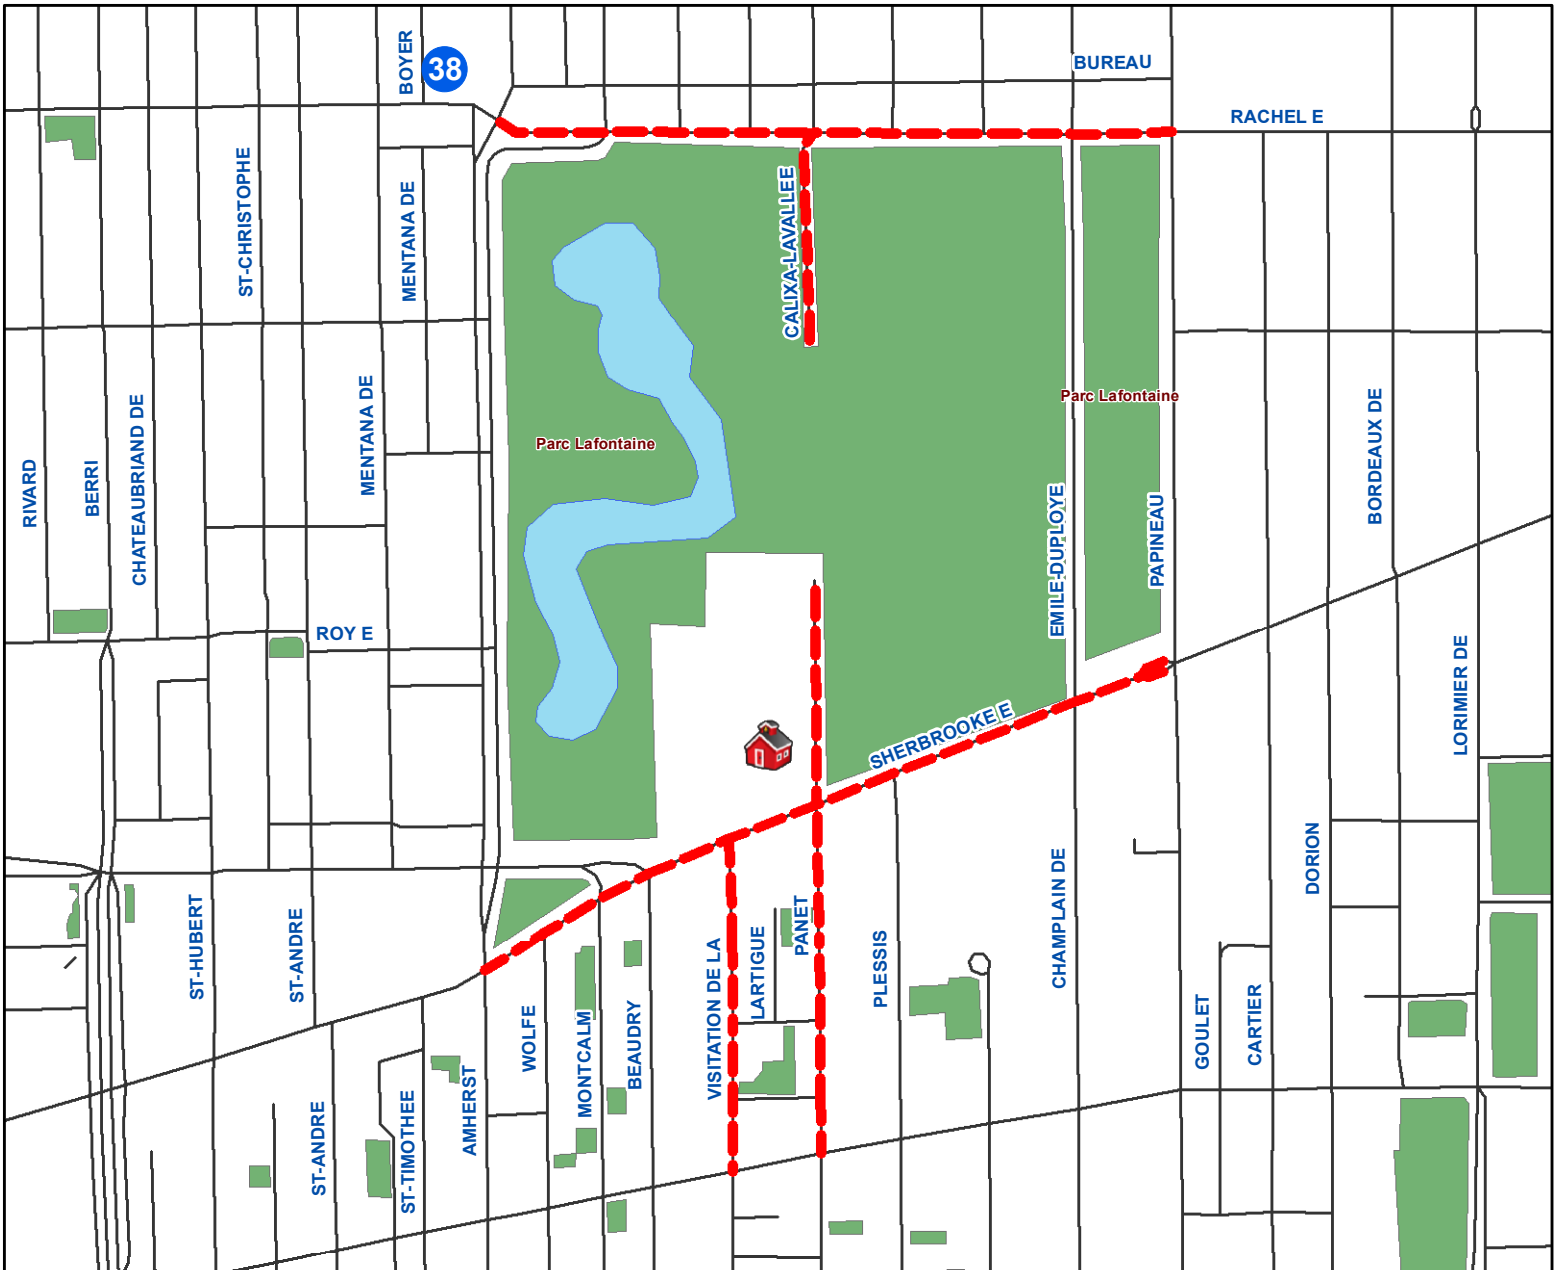 BOYER
38
BUREAU
RACHEL E
ST-CHRISTOPHE
MENTANA DE
CALIXA-LAVALLEE
MENTANA DE
Parc Lafontaine
Parc Lafontaine
BORDEAUX DE
RIVARD
BERRI
CHATEAUBRIAND DE
EMILE-DUPLOYE
PAPINEAU
ROY E
SHERBROOKE E
LORIMIER DE
DORION
ST-HUBERT
ST-ANDRE
WOLFE
MONTCALM
BEAUDRY
VISITATION DE LA
LARTIGUE
PANET
PLESSIS
CHAMPLAIN DE
GOULET
CARTIER
ST-ANDRE
ST-TIMOTHEE
AMHERST